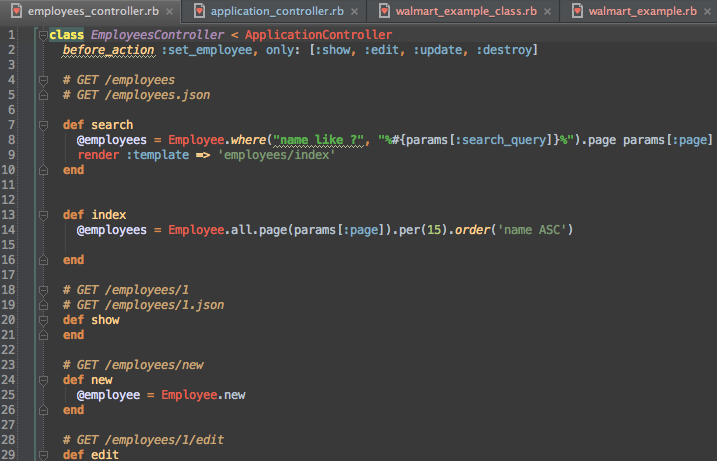 employees_controller.rb × application_controller.rb × walmart_example_class.rb × walmart_example.rb ×
1 class EmployeesController < ApplicationController
2 before_action :set_employee, only: [:show, :edit, :update, :destroy]
3
4 # GET /employees
5 # GET /employees.json
6
7 def search
8 @employees = Employee.where("name like ?", "%#{params[:search_query]}%").page params[:page]
9 render :template => 'employees/index'
10 end
11
12
13 def index
14 @employees = Employee.all.page(params[:page]).per(15).order('name ASC')
15
16 end
17
18 # GET /employees/1
19 # GET /employees/1.json
20 def show
21 end
22
23 # GET /employees/new
24 def new
25 @employee = Employee.new
26 end
27
28 # GET /employees/1/edit
29 def edit